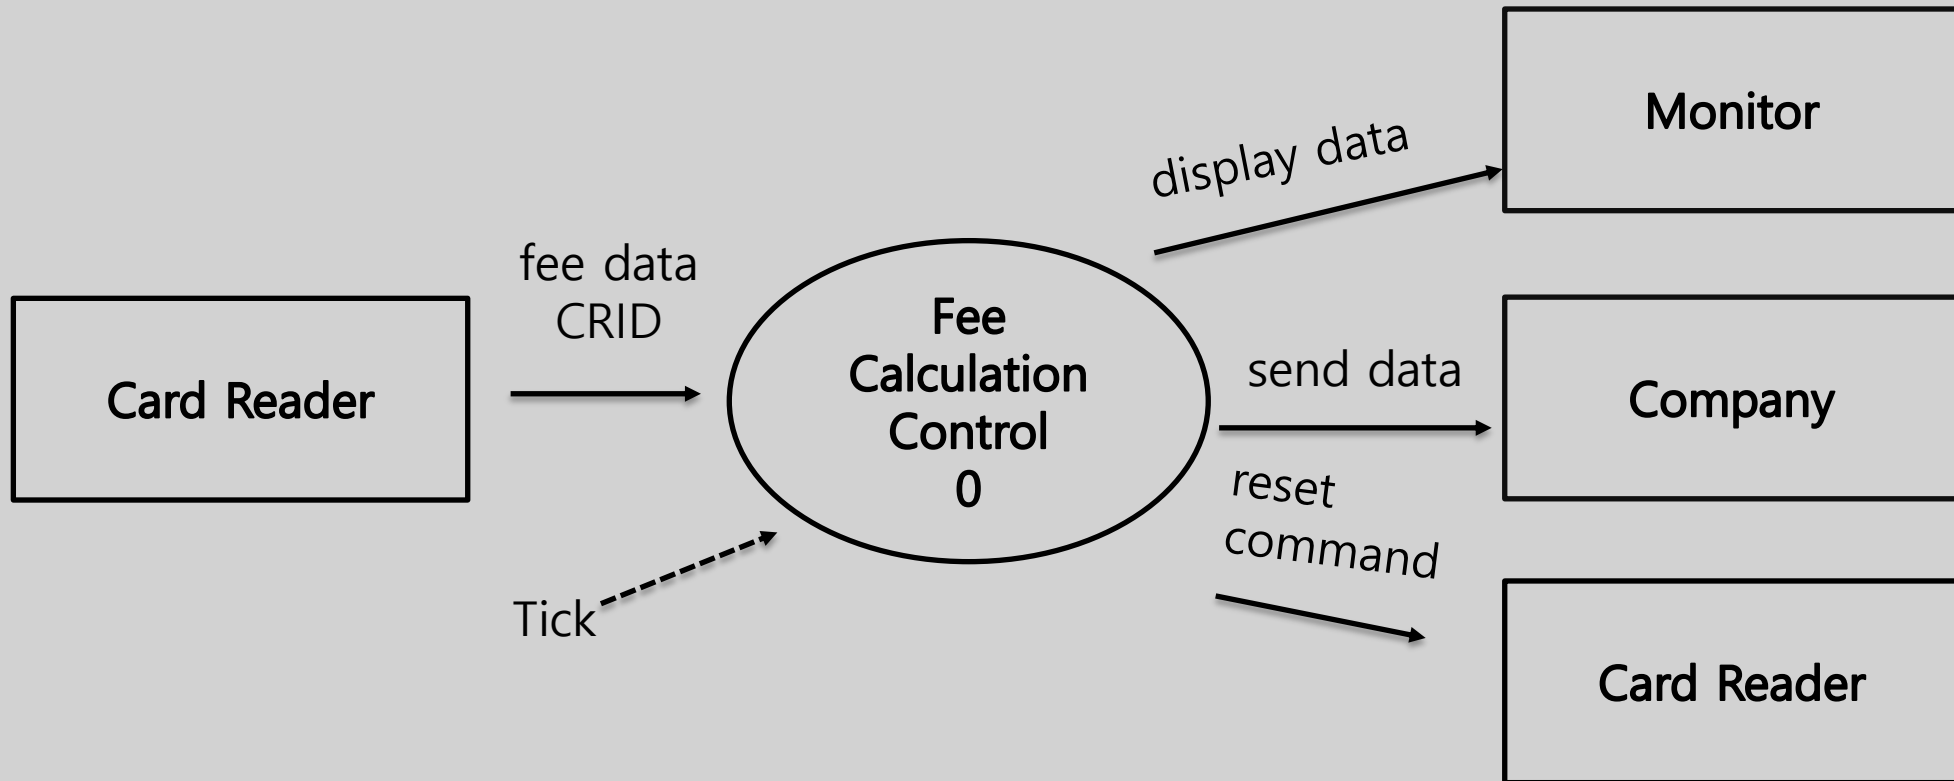 Card Reader
fee data
CRID
Tick
Fee
Calculation
Control
0
display data
send data
reset
command
Monitor
Company
Card Reader